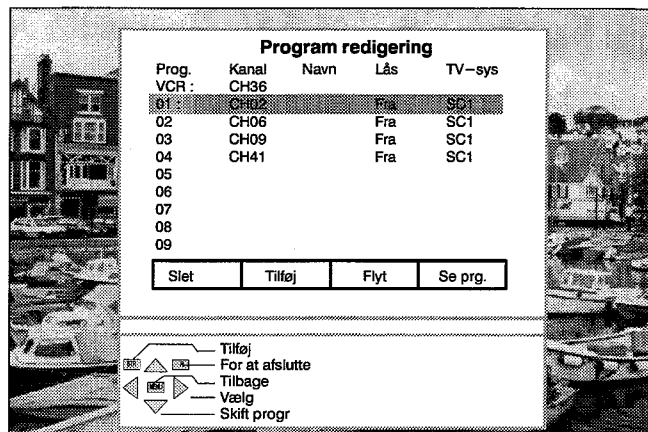 Program redigering
Prog. Kanal Navn Lås TV-sys
VCR : CH36
01 : CH02 Fra SC1
02 CH06 Fra SC1
03 CH09 Fra SC1
04 CH41 Fra SC1
05
06
07
08
09
Slet Tilføj Flyt Se prg.
Tilføj
For at afslutte
MENU Tilbage
Vælg
Skift progr